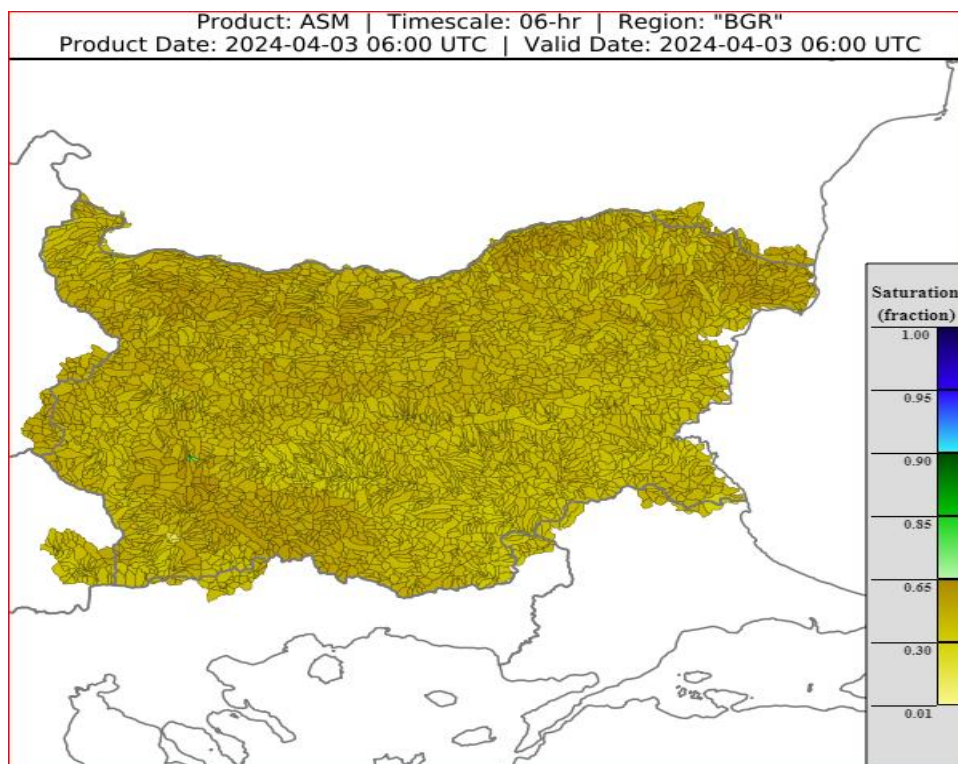 Product: ASM | Timescale: 06-hr | Region: "BGR"
Product Date: 2024-04-03 06:00 UTC | Valid Date: 2024-04-03 06:00 UTC
Saturation
(fraction)
1.00
0.95
0.90
0.85
0.65
0.30
0.01